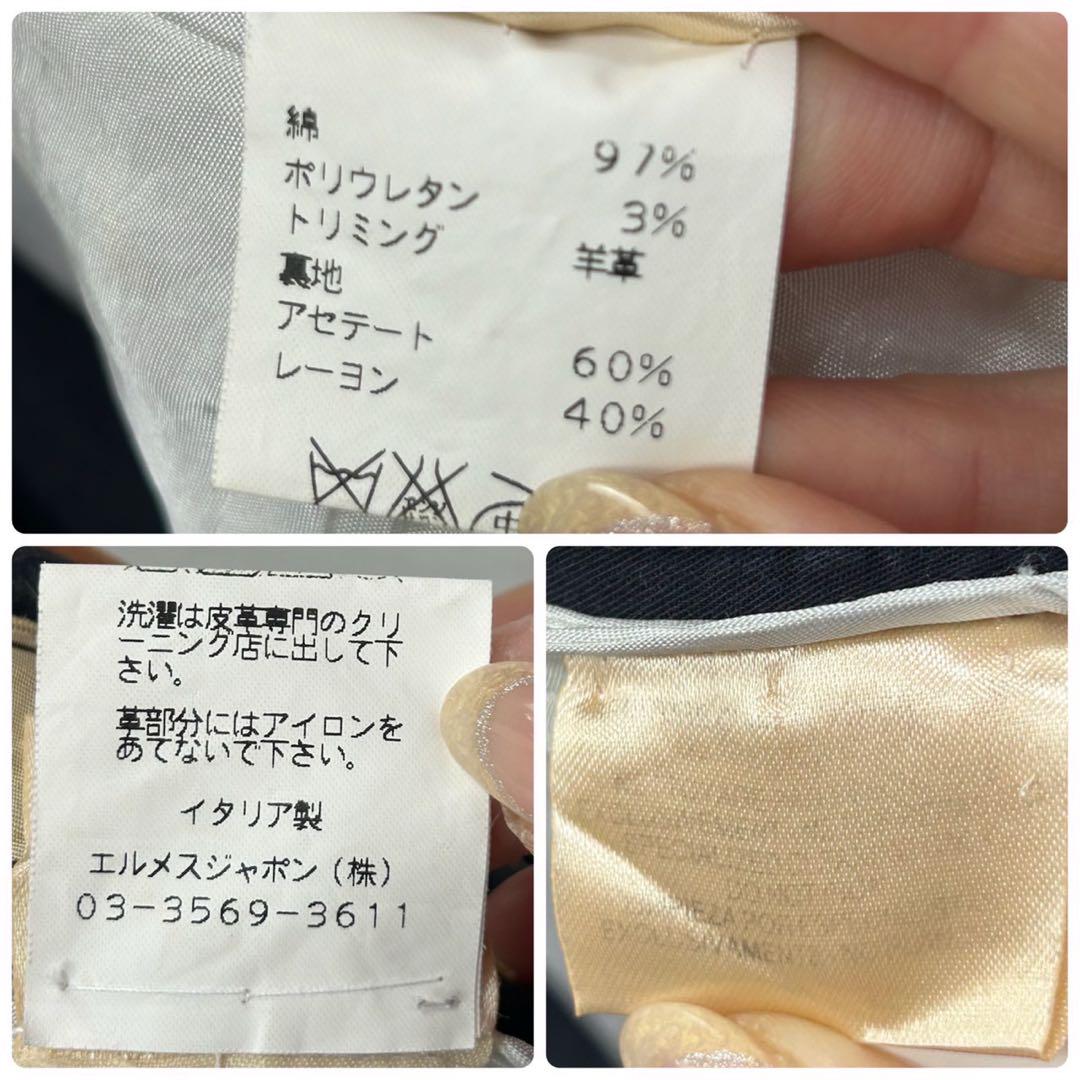 綿 97%
ポリウレタン 3%
トリミング 羊革
裏地
アセテート 60%
レーヨン 40%
中
洗濯は皮革専門のクリ
ーニング店に出して下
さい。
革部分にはアイロンを
あてないで下さい。
イタリア製
エルメスジャポン(株)
03-3569-3611